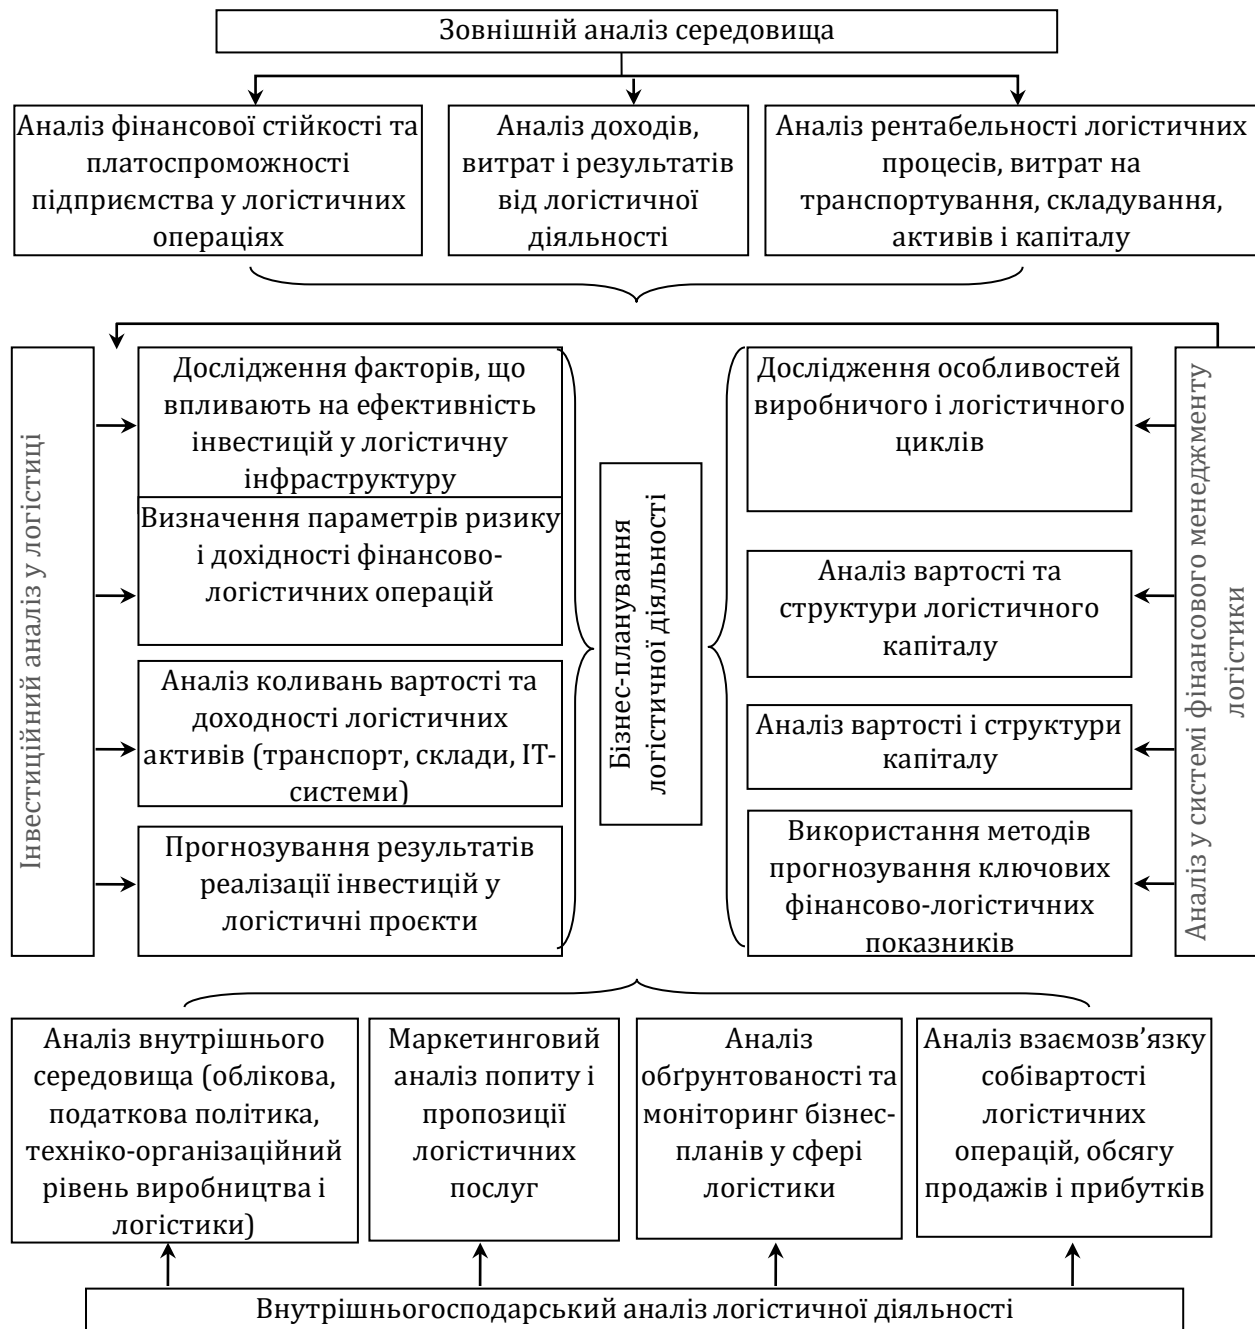 Зовнішній аналіз середовища
Аналіз фінансової стійкості та
платоспроможності
підприємства у логістичних
операціях
Аналіз доходів,
витрат і результатів
від логістичної
діяльності
Аналіз рентабельності логістичних
процесів, витрат на
транспортування, складування,
активів і капіталу
Інвестиційний аналіз у логістиці
Дослідження факторів, що
впливають на ефективність
інвестицій у логістичну
інфраструктуру
Визначення параметрів ризику
і дохідності фінансово-
логістичних операцій
Аналіз коливань вартості та
доходності логістичних
активів (транспорт, склади, ІТ-
системи)
Прогнозування результатів
реалізації інвестицій у
логістичні проєкти
Бізнес-планування
логістичної діяльності
Дослідження особливостей
виробничого і логістичного
циклів
Аналіз вартості та
структури логістичного
капіталу
Аналіз вартості і структури
капіталу
Використання методів
прогнозування ключових
фінансово-логістичних
показників
Аналіз у системі фінансового менеджменту
логістики
Аналіз внутрішнього
середовища (облікова,
податкова політика,
техніко-організаційний
рівень виробництва і
логістики)
Маркетинговий
аналіз попиту і
пропозиції
логістичних
послуг
Аналіз
обґрунтованості та
моніторинг бізнес-
планів у сфері
логістики
Аналіз взаємозв'язку
собівартості
логістичних
операцій, обсягу
продажів і прибутків
Внутрішньогосподарський аналіз логістичної діяльності